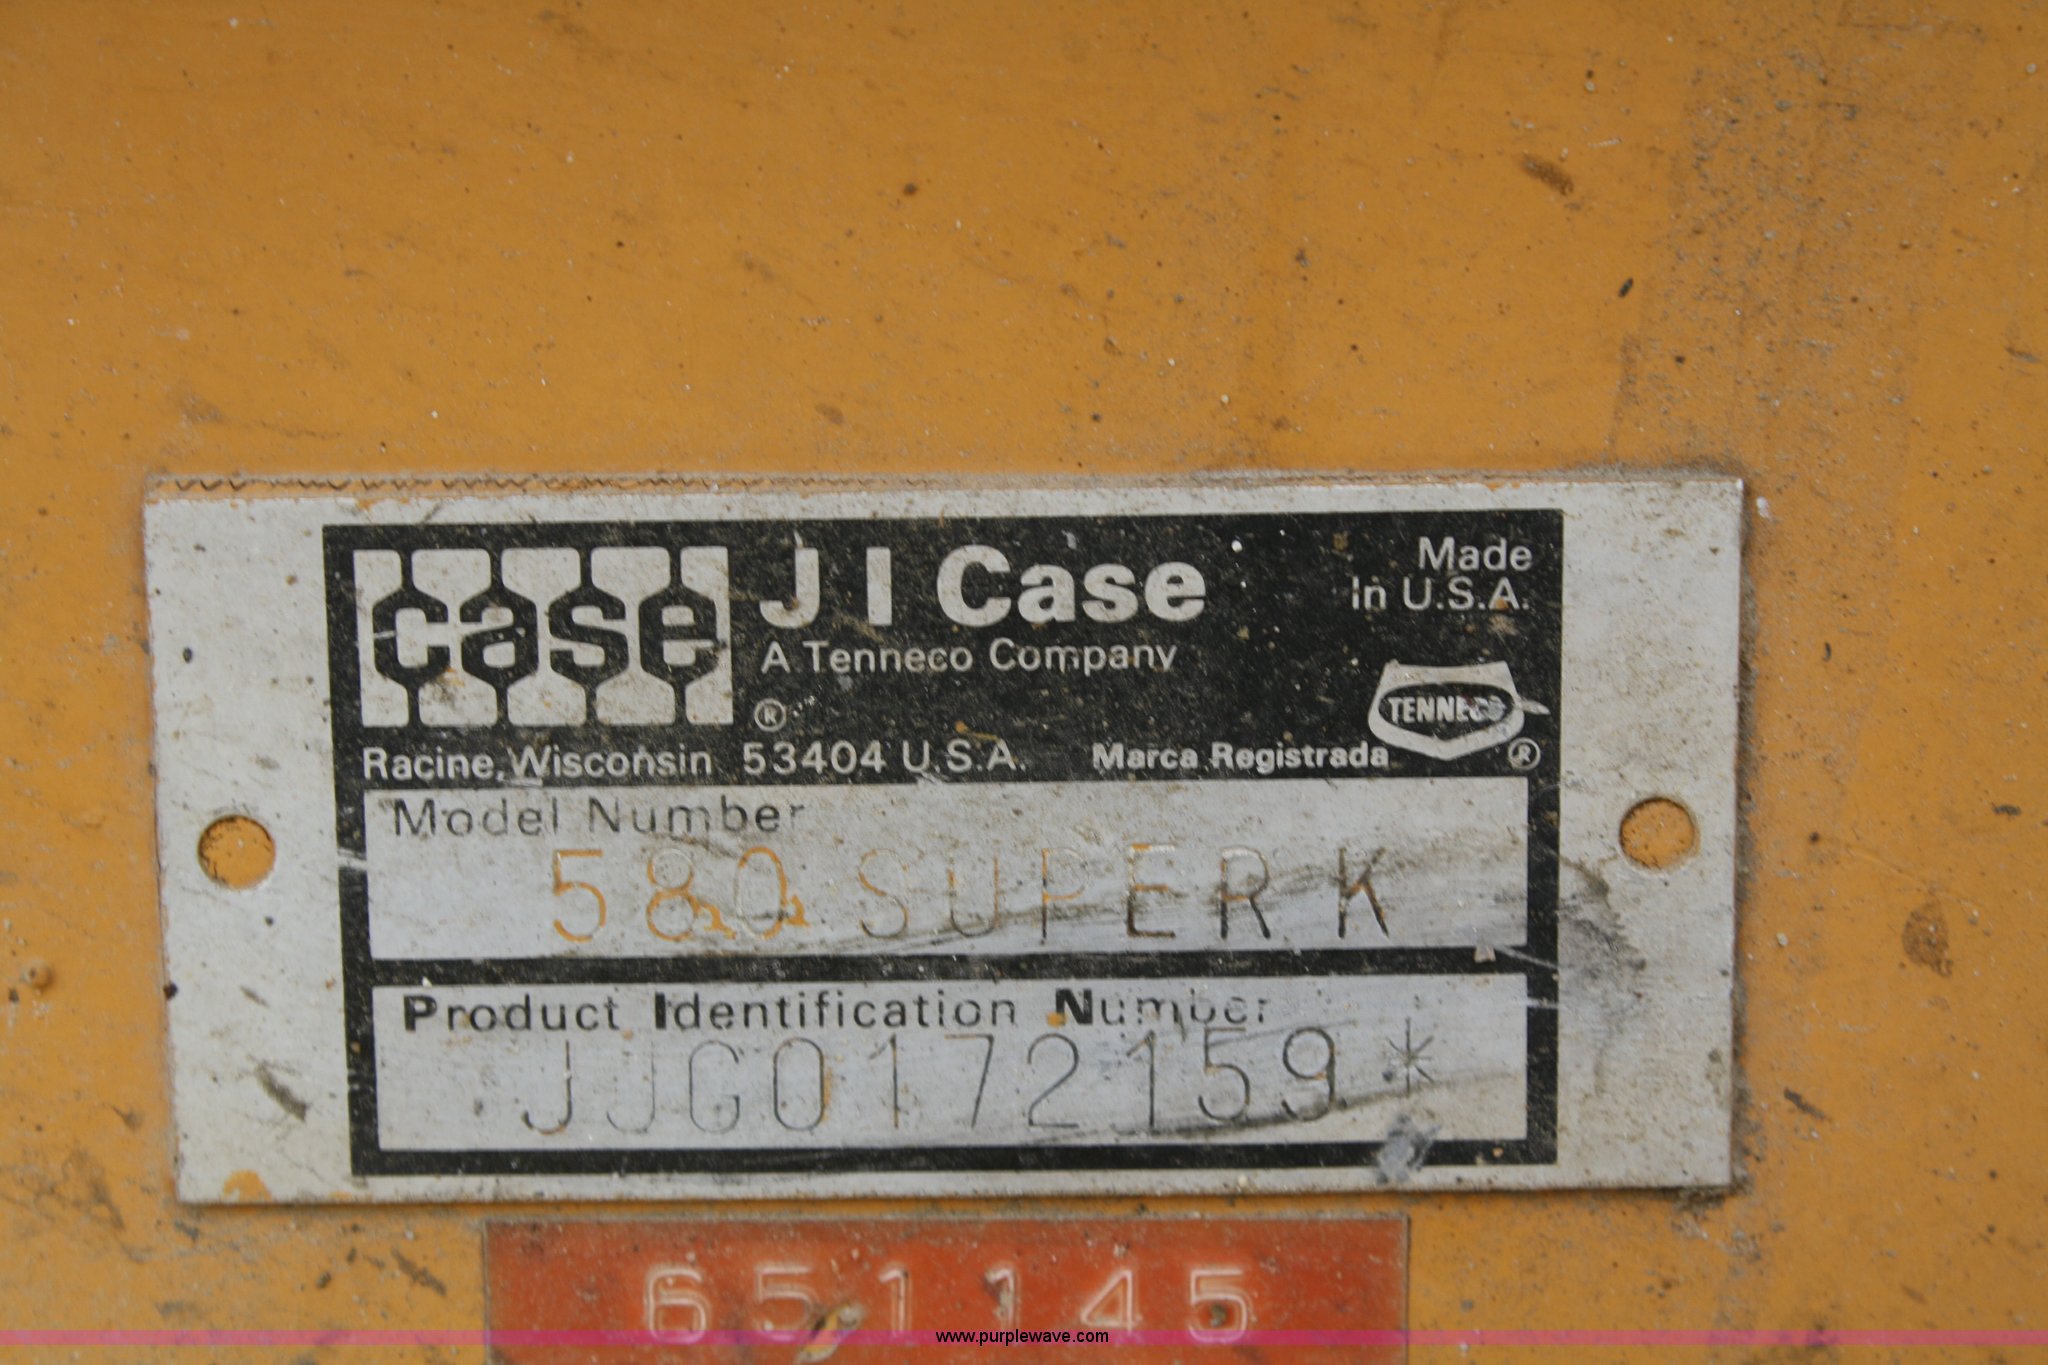 case
J I Case
Made
In U.S.A.
A Tenneco Company
®
TENNECO
Racine, Wisconsin 53404 U.S.A.
Marca Registrada
®
Model Number
580 SUPER K
Product Identification Number
JJG0172159*
651145
www.purplewave.com